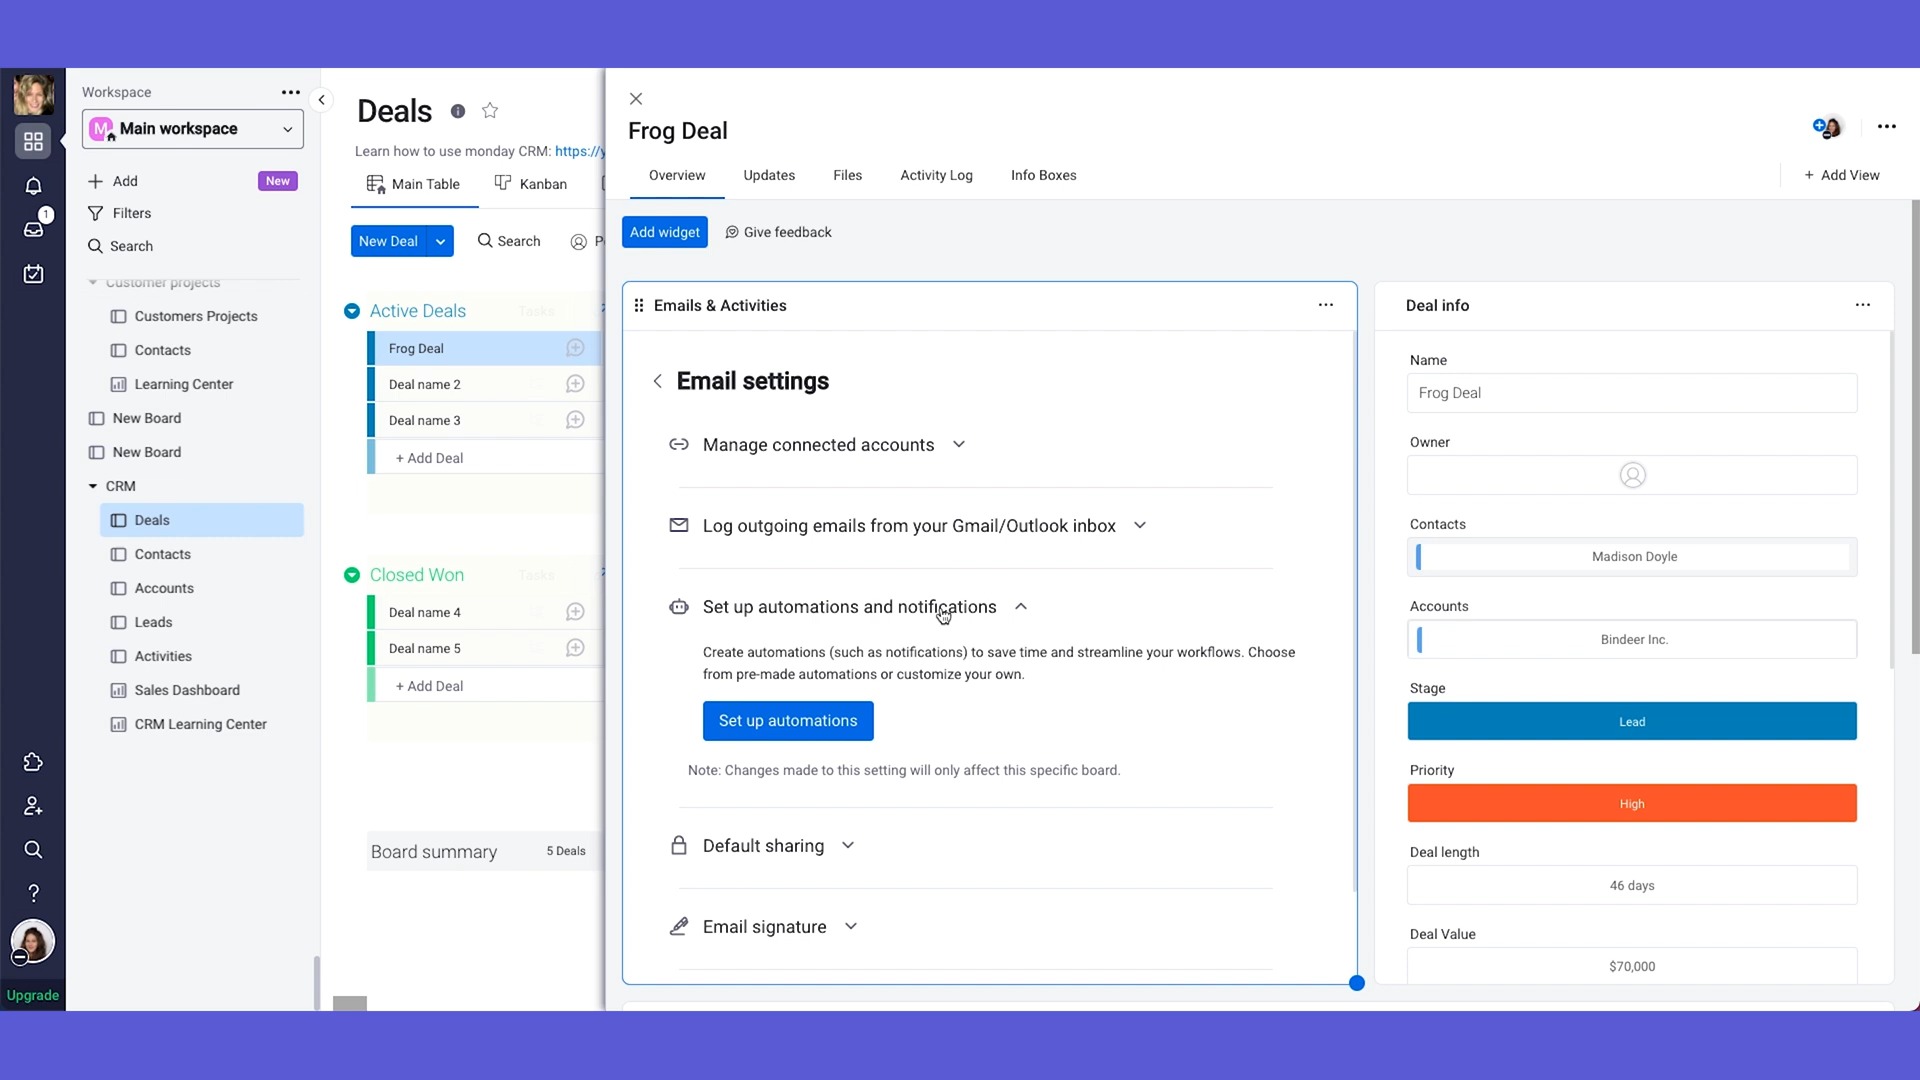 Workspace
M Main workspace
Add
New
Filters
Search
Customer projects
Customers Projects
Contacts
Learning Center
New Board
New Board
CRM
Deals
Contacts
Accounts
Leads
Activities
Sales Dashboard
CRM Learning Center
1
Upgrade
Deals
Learn how to use monday CRM: https://y
Main Table
Kanban
New Deal
Search
P
Active Deals
Tasks
Frog Deal
Deal name 2
Deal name 3
+ Add Deal
Closed Won
Tasks
Deal name 4
Deal name 5
+ Add Deal
Board summary
5 Deals
Frog Deal
Overview
Updates
Files
Activity Log
Info Boxes
+ Add View
Add widget
Give feedback
Emails & Activities
Email settings
Manage connected accounts
Log outgoing emails from your Gmail/Outlook inbox
Set up automations and notifications
Create automations (such as notifications) to save time and streamline your workflows. Choose
from pre-made automations or customize your own.
Set up automations
Note: Changes made to this setting will only affect this specific board.
Default sharing
Email signature
Deal info
Name
Frog Deal
Owner
Contacts
Madison Doyle
Accounts
Bindeer Inc.
Stage
Lead
Priority
High
Deal length
46 days
Deal Value
$70,000